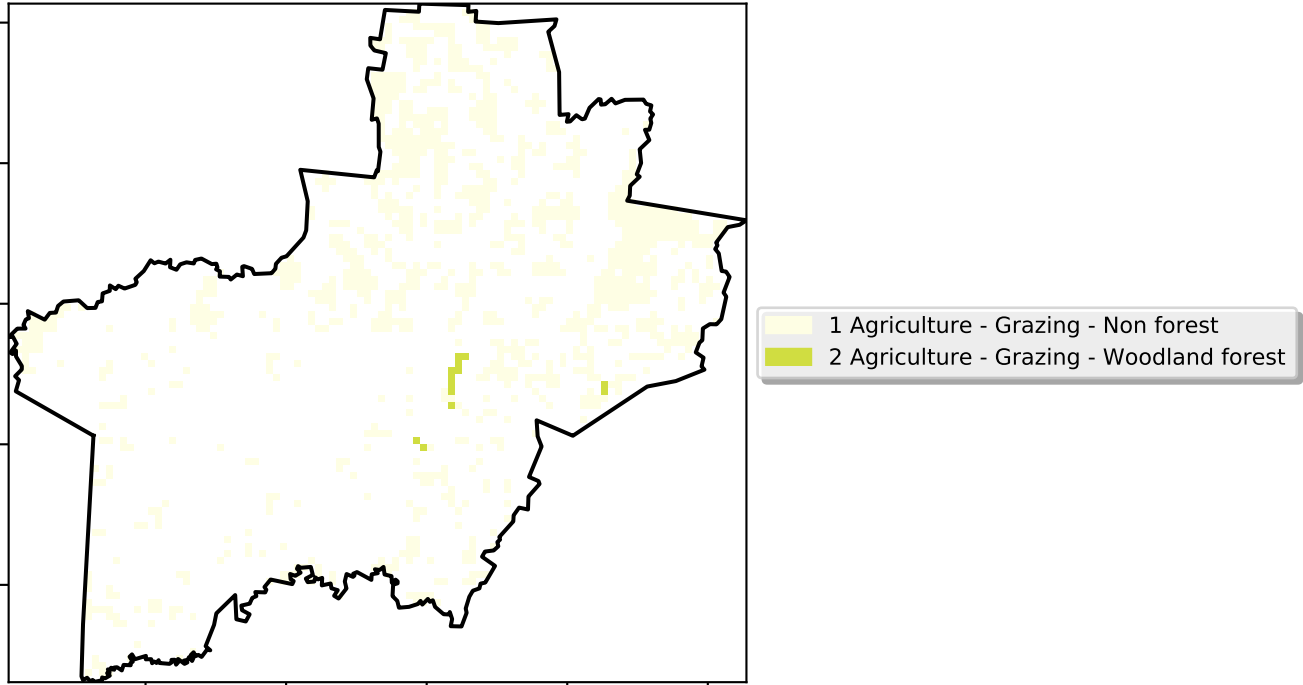 1 Agriculture - Grazing - Non forest
2 Agriculture - Grazing - Woodland forest